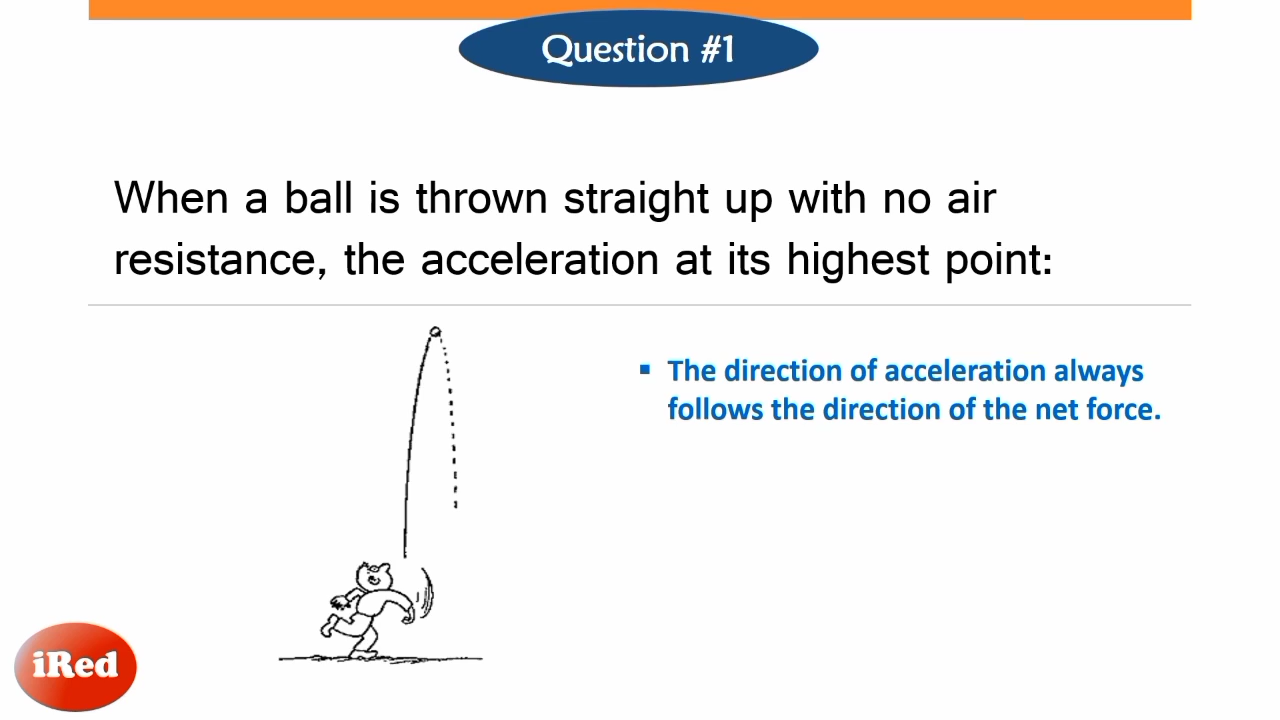 Question #1
When a ball is thrown straight up with no air
resistance, the acceleration at its highest point:
▪ The direction of acceleration always
follows the direction of the net force.
iRed